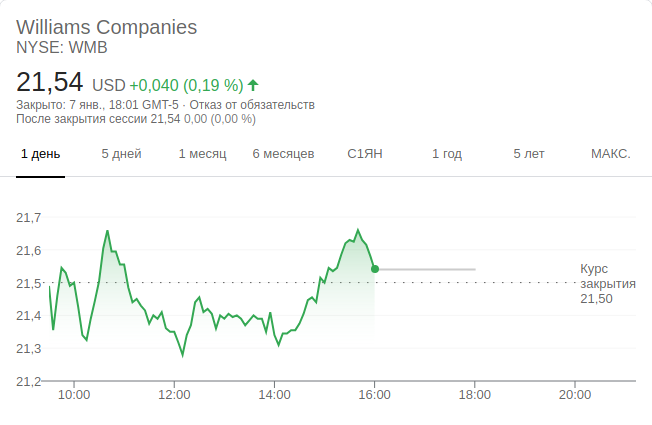 Williams Companies
NYSE: WMB
21,54 USD +0,040 (0,19 %)
Закрыто: 7 янв., 18:01 GMT-5 · Отказ от обязательств
После закрытия сессии 21,54 0,00 (0,00 %)
1 день 5 дней 1 месяц 6 месяцев С1ЯН 1 год 5 лет МАКС.
21,7
21,6
21,5
21,4
21,3
21,2
Курс
закрытия
21.50
10:00 12:00 14:00 16:00 18:00 20:00